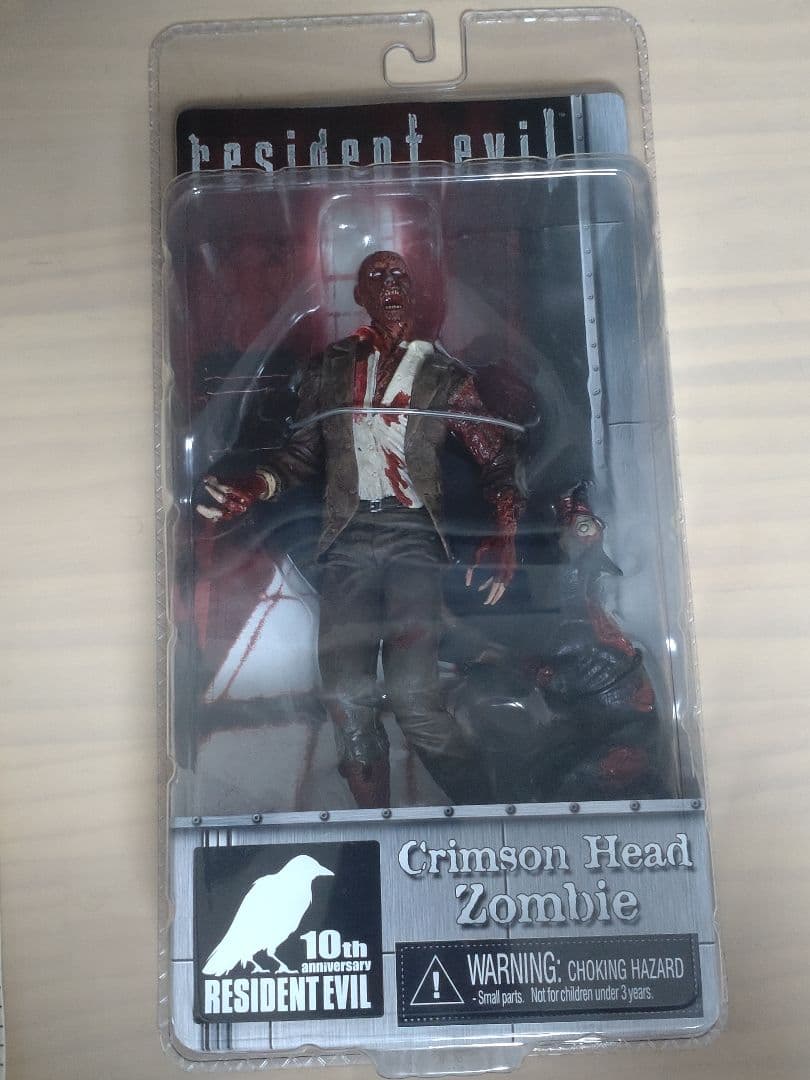 resident evil
Crimson Head
Zombie
10th
anniversary
RESIDENT EVIL
WARNING: CHOKING HAZARD
- Small parts. Not for children under 3 years.